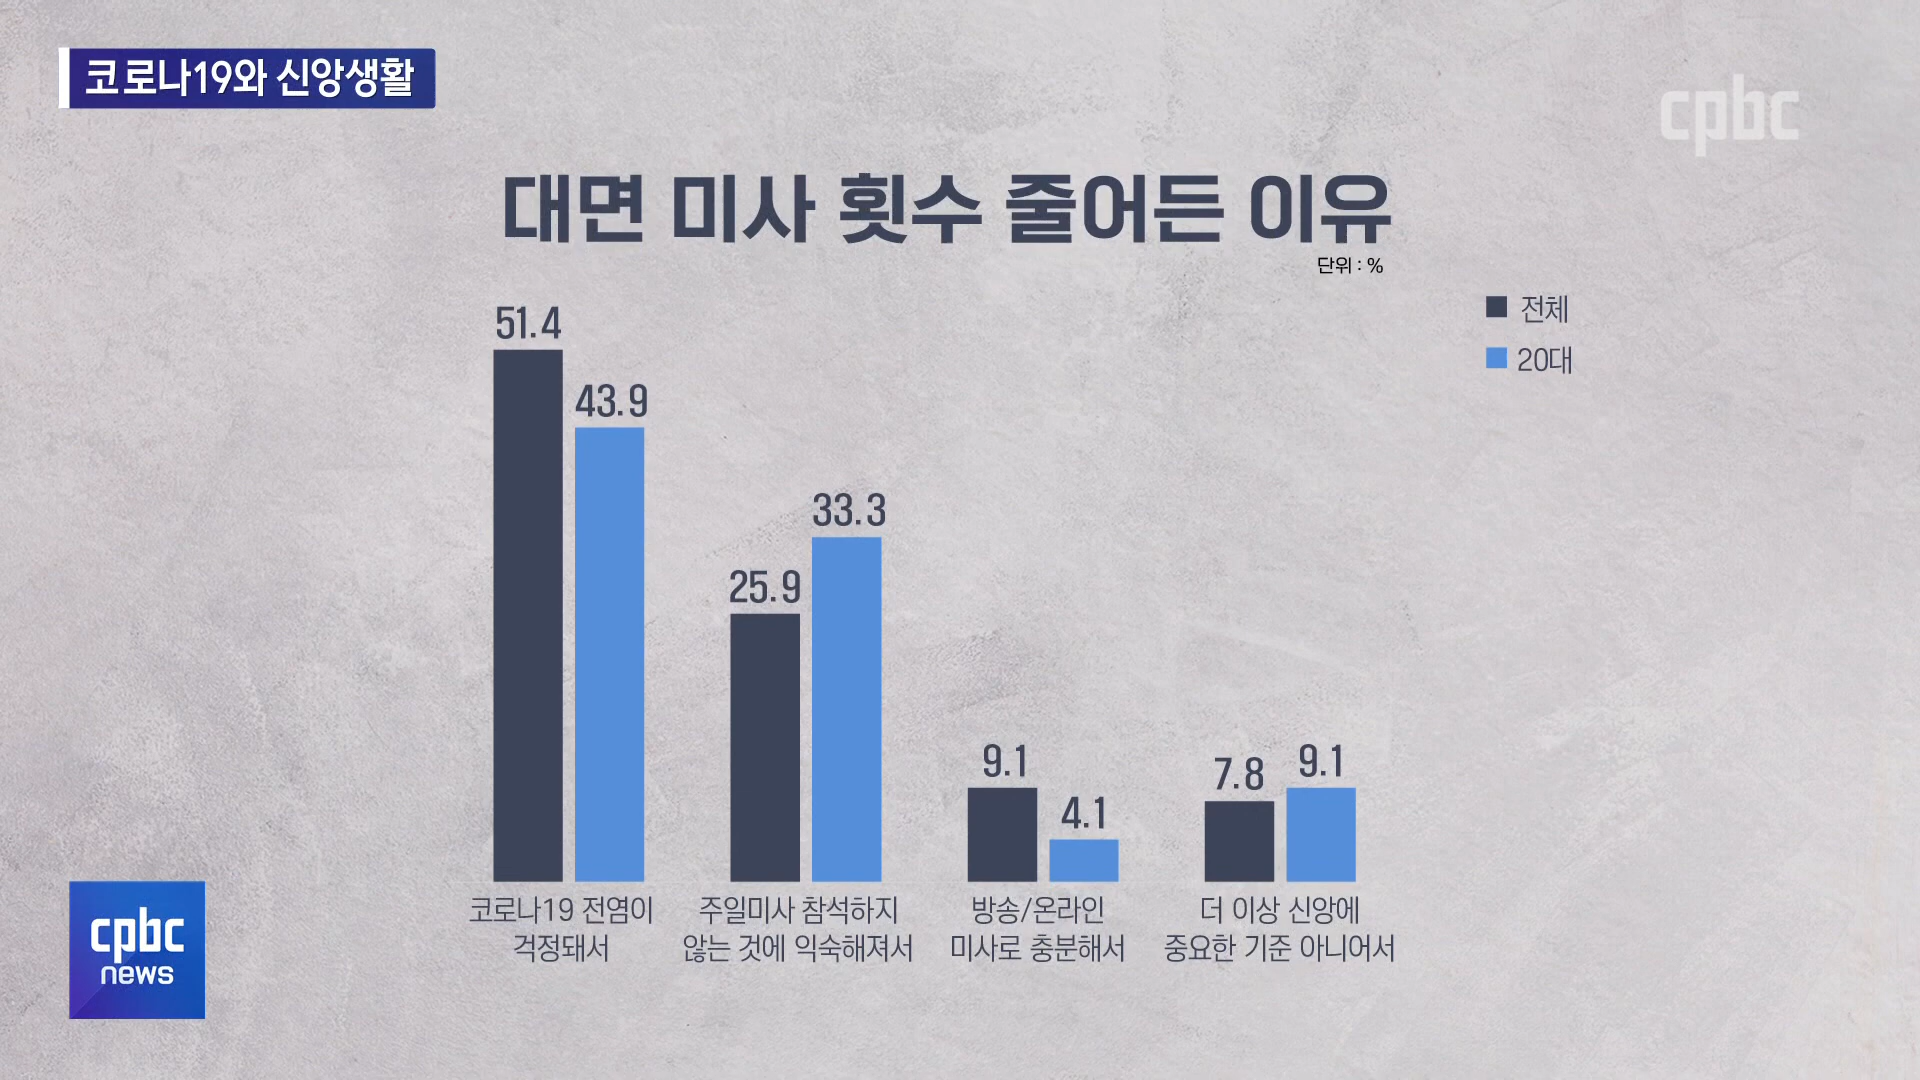 코로나19와 신앙생활
cpbc
대면 미사 횟수 줄어든 이유
단위 : %
전체
20대
51.4
43.9
25.9
33.3
9.1
4.1
7.8
9.1
코로나19 전염이
걱정돼서
주일미사 참석하지
않는 것에 익숙해져서
방송/온라인
미사로 충분해서
더 이상 신앙에
중요한 기준 아니어서
cpbc
news